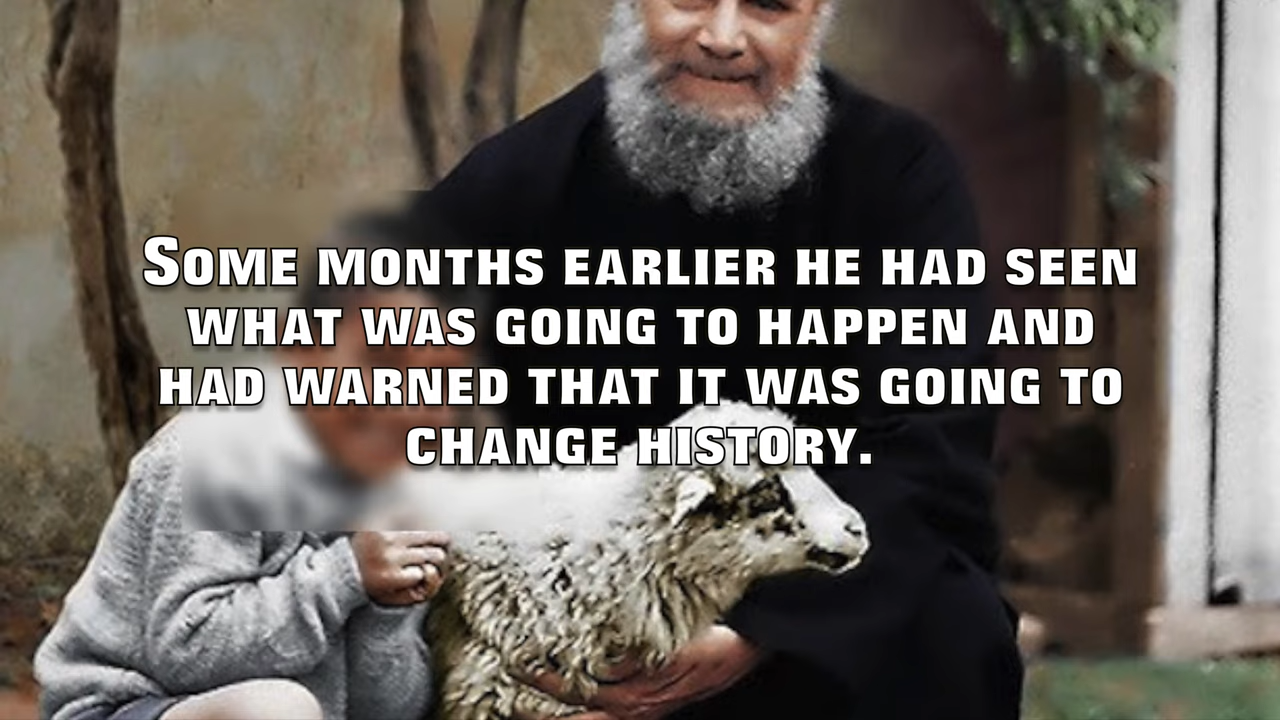 Some months earlier he had seen
what was going to happen and
had warned that it was going to
change history.